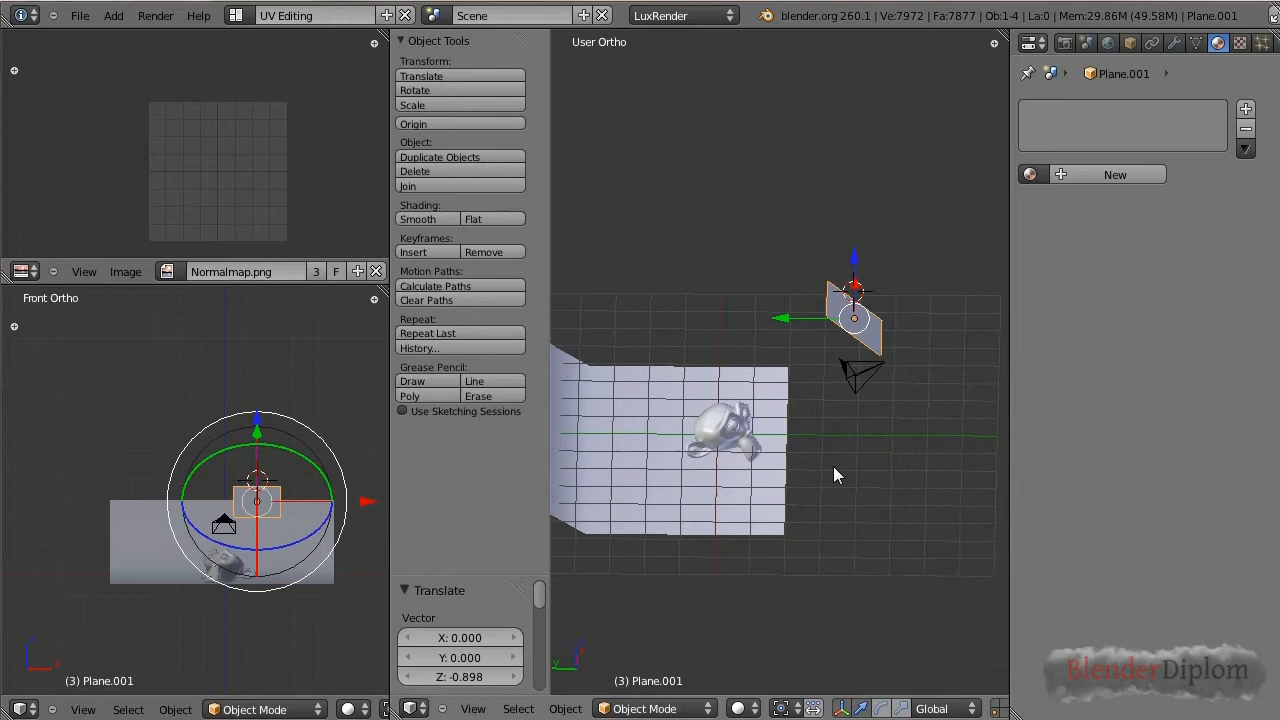 File Add Render Help UV Editing Scene LuxRender blender.org 260.1 | Ve:7972 | Fa:7877 | Ob:1-4 | La:0 | Mem:29.86M (49.58M) | Plane.001
View Image Normalmap.png 3 F
Front Ortho
(3) Plane.001
View Select Object Object Mode
Object Tools
Transform:
Translate
Rotate
Scale
Origin
Object:
Duplicate Objects
Delete
Join
Shading:
Smooth Flat
Keyframes:
Insert Remove
Motion Paths:
Calculate Paths
Clear Paths
Repeat:
Repeat Last
History...
Grease Pencil:
Draw Line
Poly Erase
Use Sketching Sessions
Translate
Vector
X: 0.000
Y: 0.000
Z: -0.898
User Ortho
(3) Plane.001
View Select Object Object Mode Global
Plane.001
New
BlenderDiplom